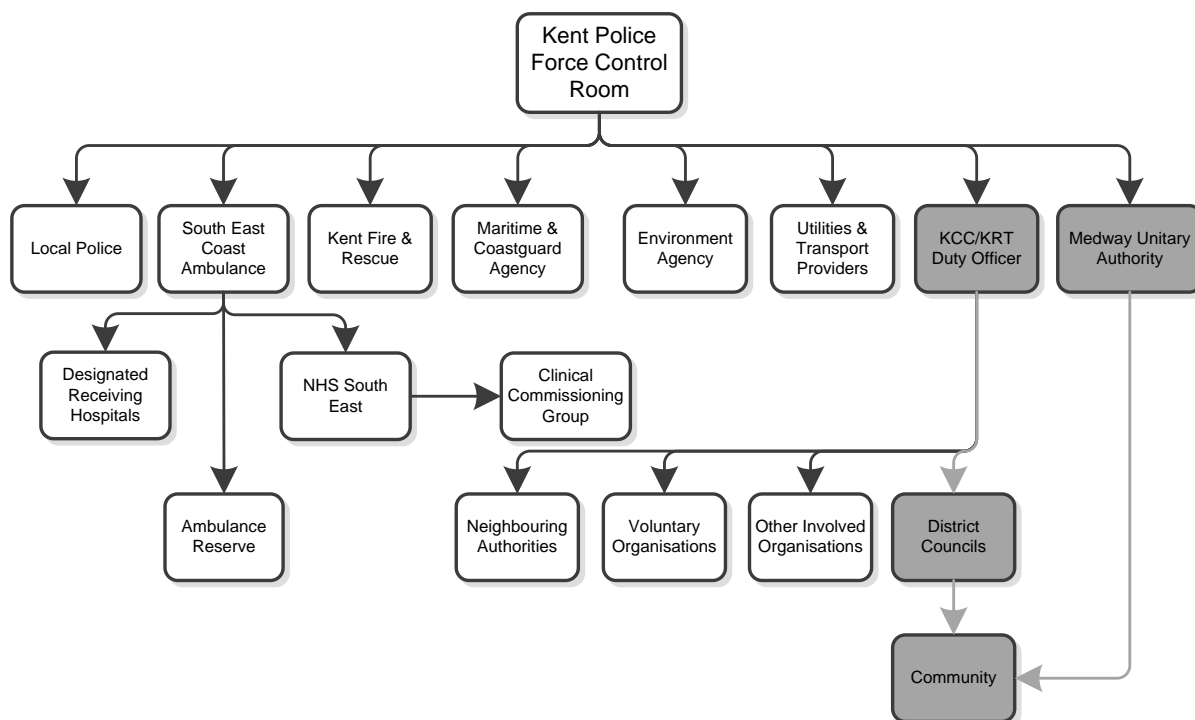 Kent Police
Force Control
Room
Local Police
South East
Coast
Ambulance
Kent Fire &
Rescue
Maritime &
Coastguard
Agency
Environment
Agency
Utilities &
Transport
Providers
KCC/KRT
Duty Officer
Medway Unitary
Authority
Designated
Receiving
Hospitals
NHS South
East
Clinical
Commissioning
Group
Ambulance
Reserve
Neighbouring
Authorities
Voluntary
Organisations
Other Involved
Organisations
District
Councils
Community